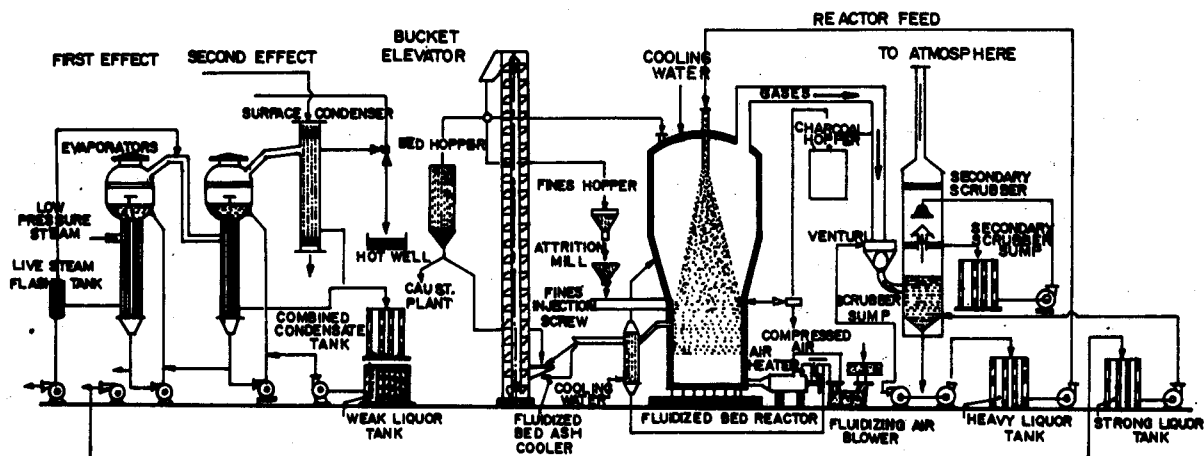 REACTOR FEED
BUCKET
ELEVATOR
FIRST EFFECT
SECOND EFFECT
COOLING
WATER
TO ATMOSPHERE
GASES
SURFACE CONDENSER
CHARCON
HOPPER
EVAPORATORS
BED HOPPER
FINES HOPPER
SECONDARY
SCRUBBER
LOW
PRESSURE
STEAM
ATTRITION
MILL
VENTURI
SECONDARY
SCRUBBER
SUMP
HOT WELL
LIVE STEAM
FLASH TANK
CAUST.
PLANT
FINES
INJECTION
SCREW
SCRUBBER
SUMP
COMBINED
CONDENSATE
TANK
COMPRESSED
AIR
AIR
HEATER
COOLING
WATER
WEAK LIQUOR
TANK
FLUIDIZED
BED ASH
COOLER
FLUIDIZED BED REACTOR
FLUIDIZING AIR
BLOWER
HEAVY LIQUOR
TANK
STRONG LIQUOR
TANK